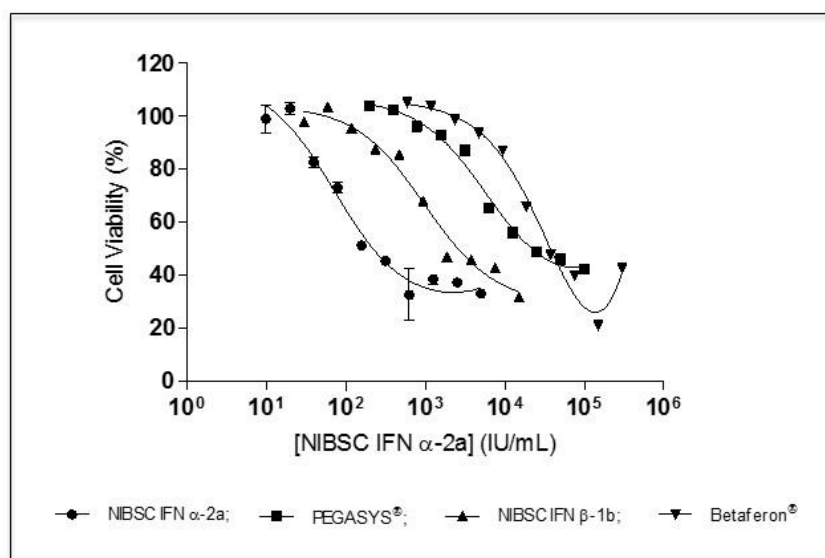 120
100
80
60
40
20
0
Cell Viability (%)
10⁰ 10¹ 10² 10³ 10⁴ 10⁵ 10⁶
[NIBSC IFN α-2a] (IU/mL)
NIBSC IFN α-2a; PEGASYS®; NIBSC IFN β-1b; Betaferon®